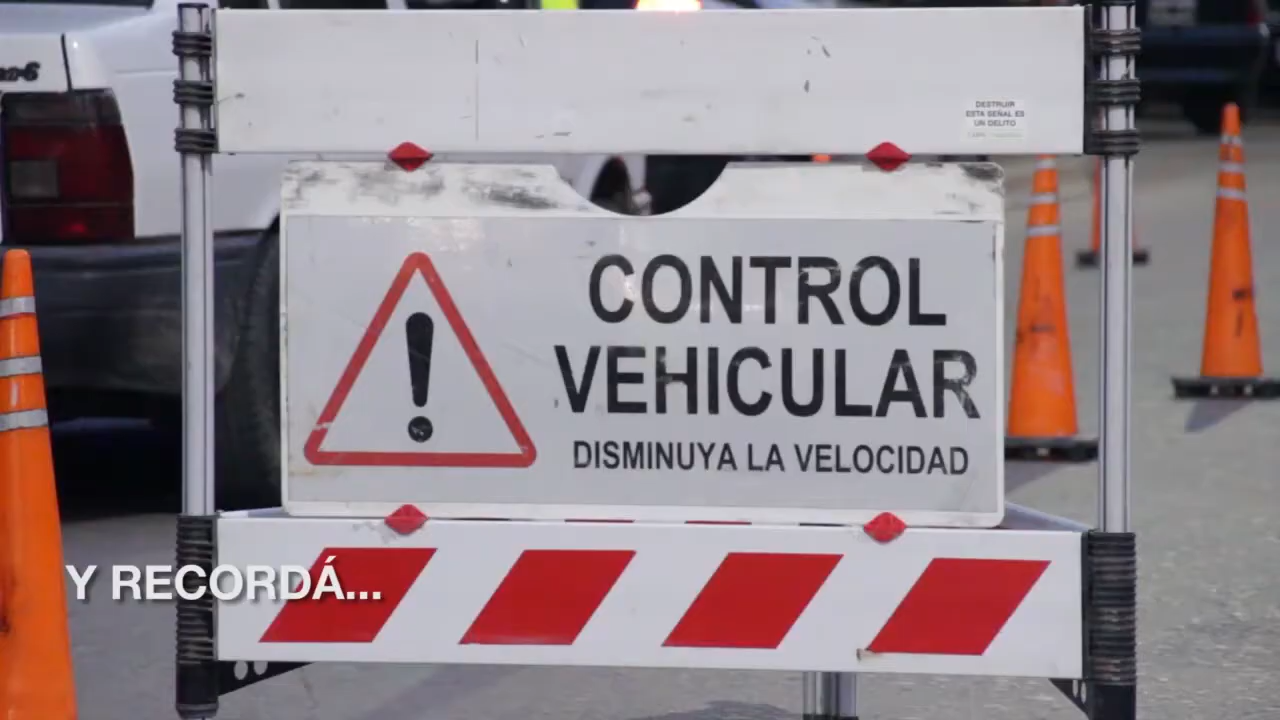 DESTRUIR
ESTA SEÑAL ES
UN DELITO
CONTROL
VEHICULAR
DISMINUYA LA VELOCIDAD
Y RECORDÁ...